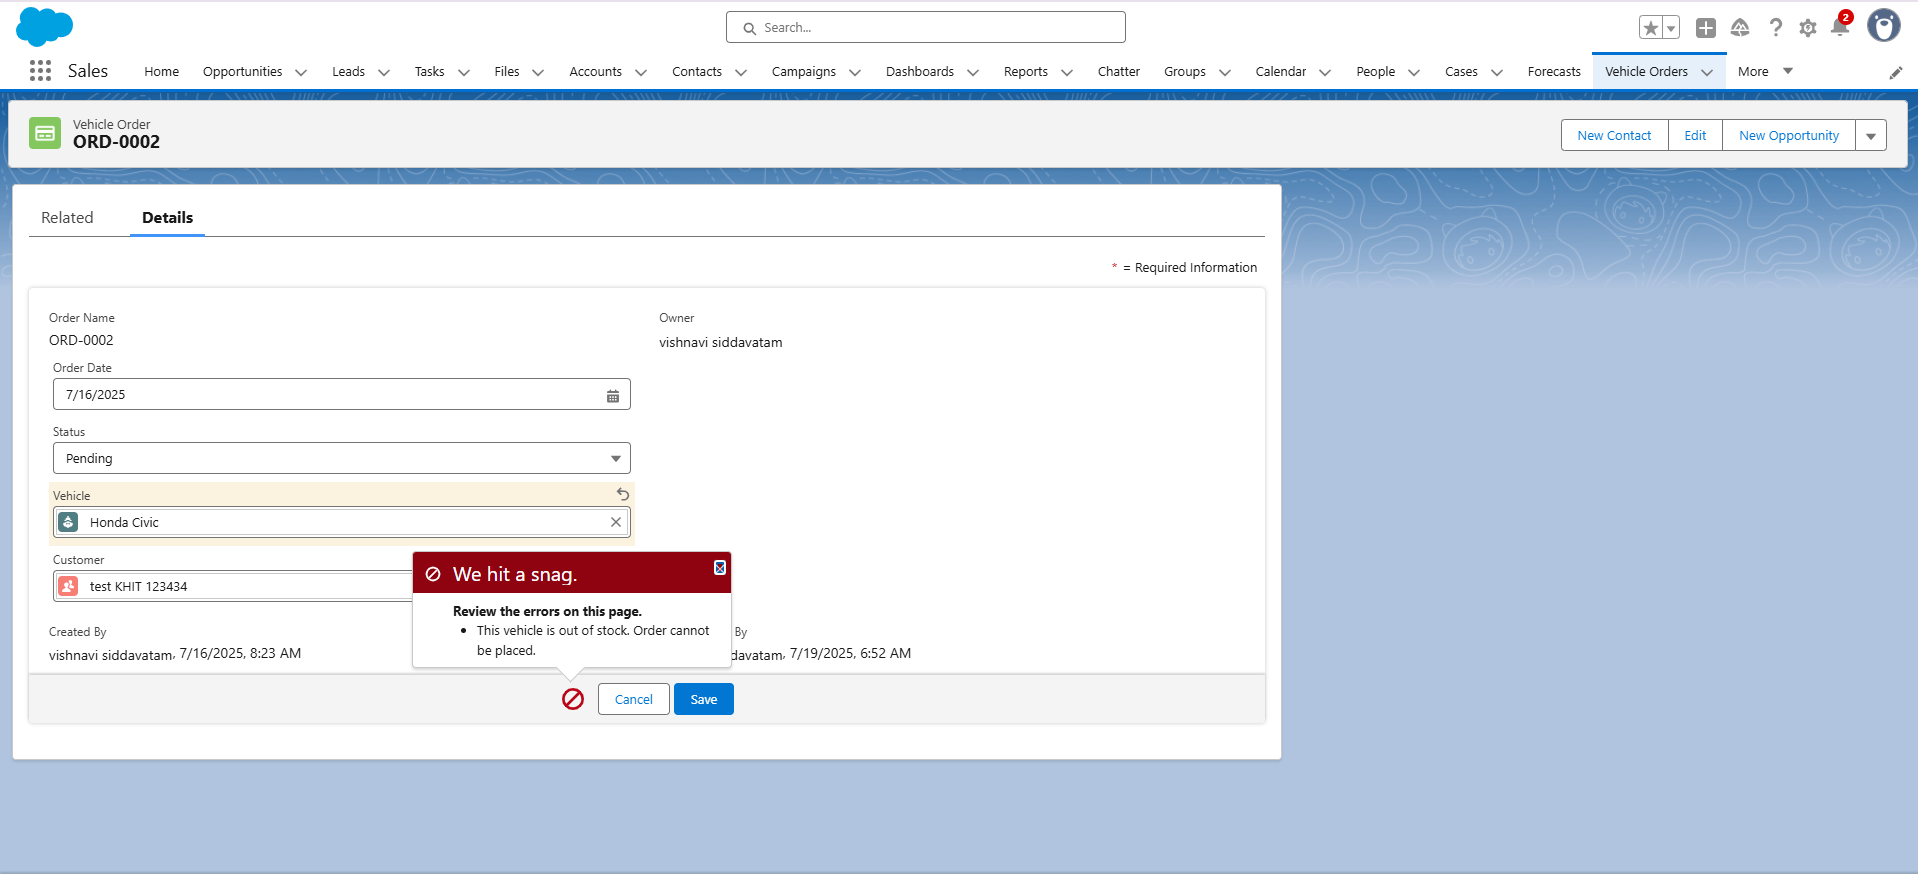 Search...
2
Sales Home Opportunities Leads Tasks Files Accounts Contacts Campaigns Dashboards Reports Chatter Groups Calendar People Cases Forecasts Vehicle Orders More
Vehicle Order
ORD-0002
New Contact Edit New Opportunity
Related Details
* = Required Information
Order Name
ORD-0002
Owner
vishnavi siddavatam
Order Date
7/16/2025
Status
Pending
Vehicle
Honda Civic
Customer
test KHIT 123434
We hit a snag.
Review the errors on this page.
• This vehicle is out of stock. Order cannot
be placed.
Created By
vishnavi siddavatam, 7/16/2025, 8:23 AM
By
davatam, 7/19/2025, 6:52 AM
Cancel Save